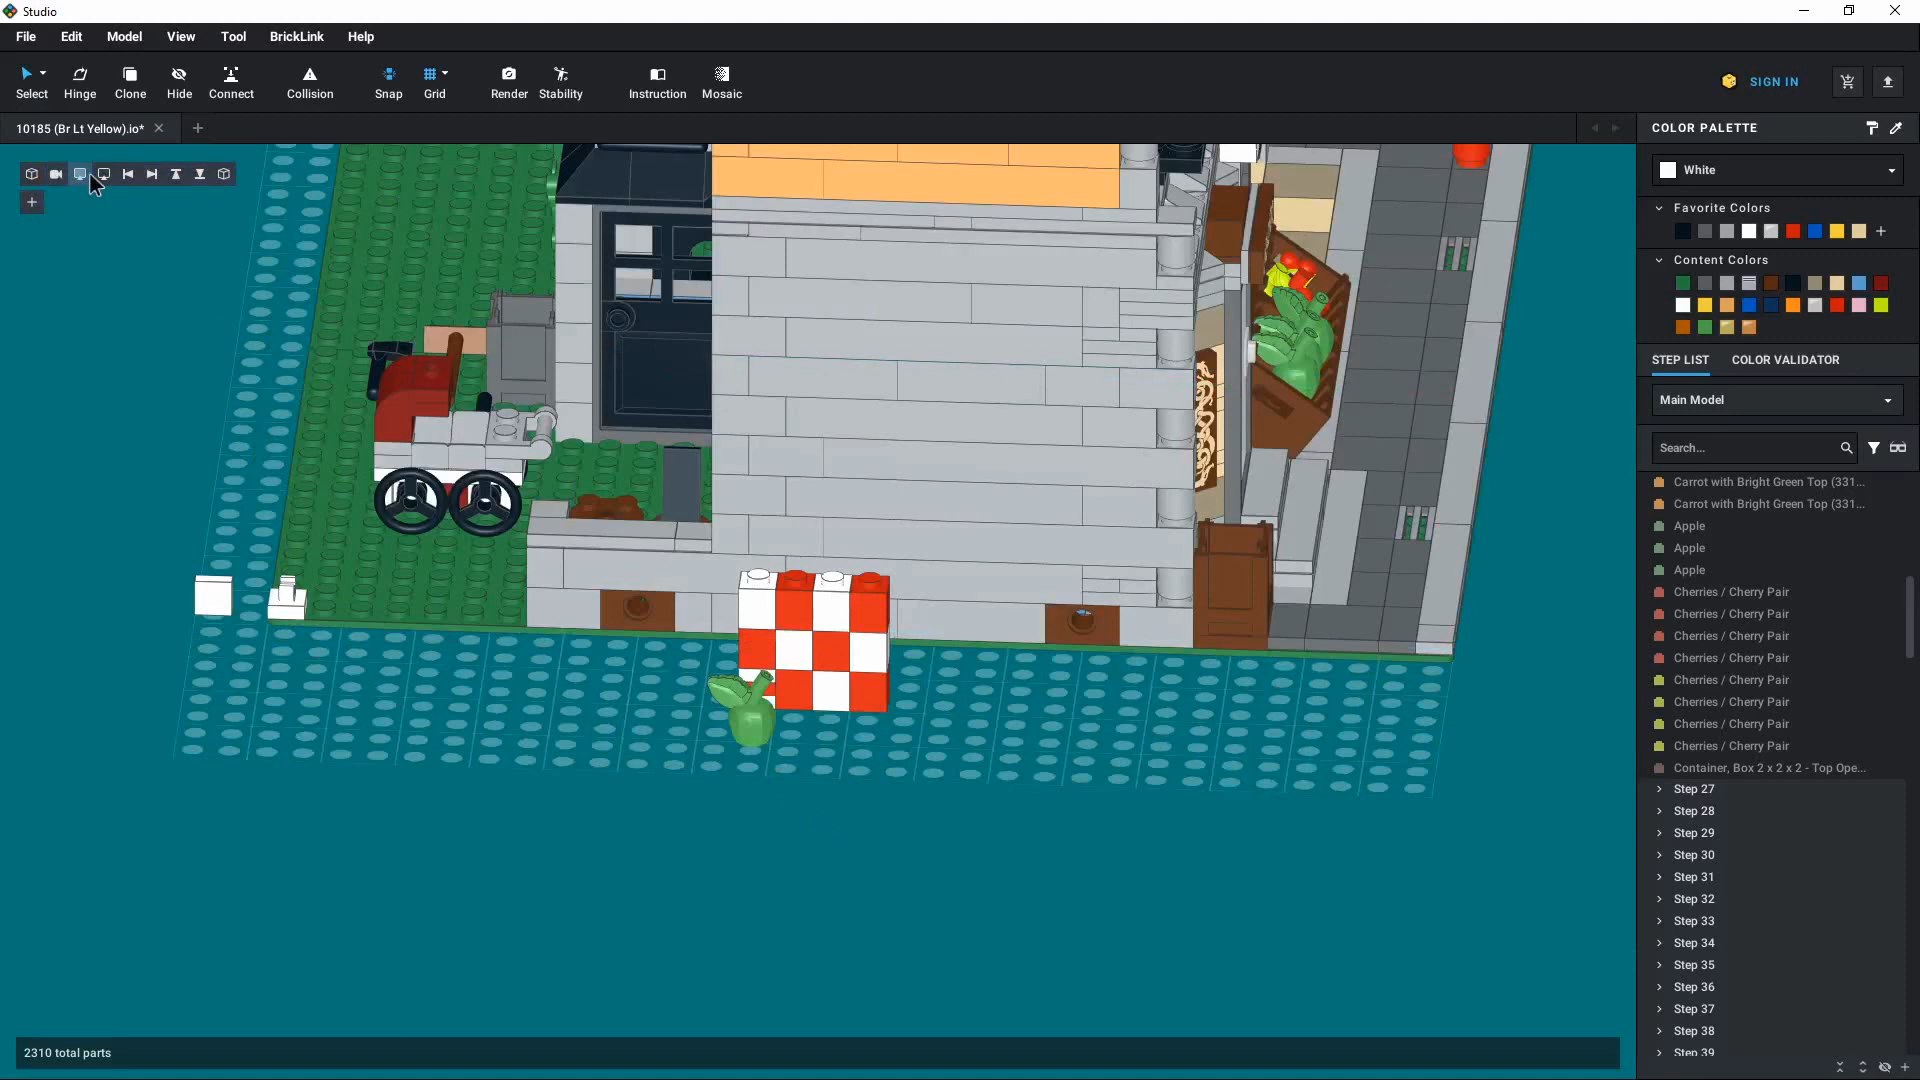 Studio
File Edit Model View Tool BrickLink Help
Select Hinge Clone Hide Connect Collision Snap Grid Render Stability Instruction Mosaic SIGN IN
10185 (Br Lt Yellow).io*
COLOR PALETTE
White
Favorite Colors
Content Colors
STEP LIST COLOR VALIDATOR
Main Model
Search...
Carrot with Bright Green Top (331...
Carrot with Bright Green Top (331...
Apple
Apple
Apple
Cherries / Cherry Pair
Cherries / Cherry Pair
Cherries / Cherry Pair
Cherries / Cherry Pair
Cherries / Cherry Pair
Cherries / Cherry Pair
Cherries / Cherry Pair
Cherries / Cherry Pair
Container, Box 2 x 2 x 2 - Top Ope...
Step 27
Step 28
Step 29
Step 30
Step 31
Step 32
Step 33
Step 34
Step 35
Step 36
Step 37
Step 38
Step 39
2310 total parts